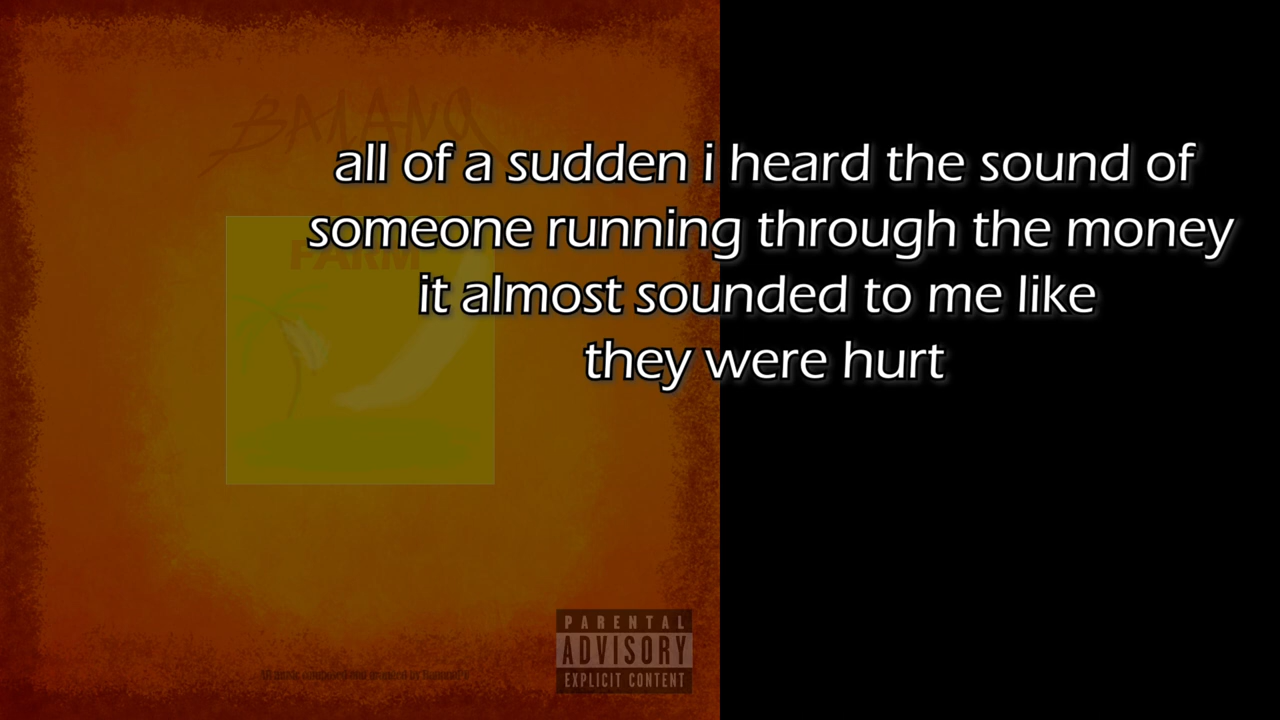 all of a sudden i heard the sound of
someone running through the money
it almost sounded to me like
they were hurt
FARM
PARENTAL
ADVISORY
EXPLICIT CONTENT